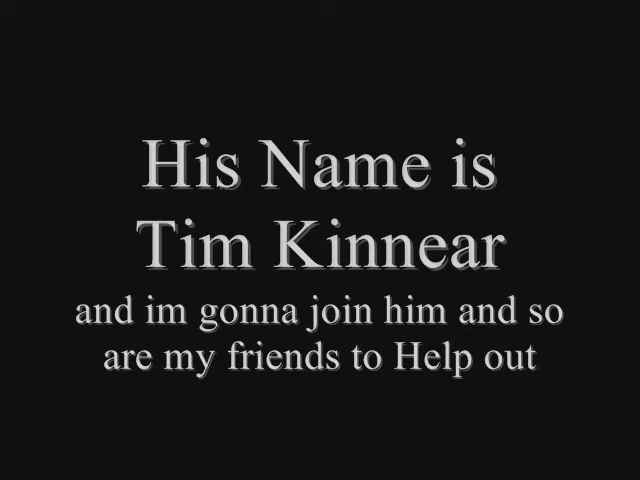 His Name is
Tim Kinnear
and im gonna join him and so
are my friends to Help out